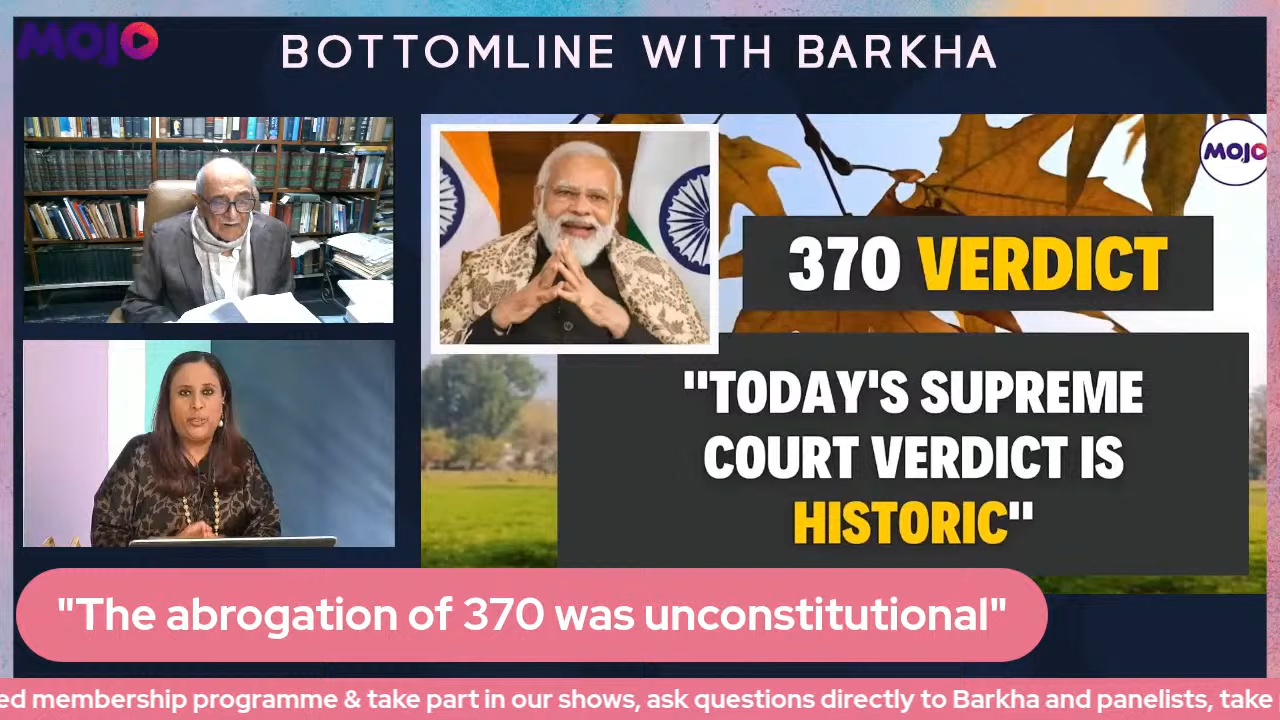 MOJO
BOTTOMLINE WITH BARKHA
MOJO
370 VERDICT
"TODAY'S SUPREME
COURT VERDICT IS
HISTORIC"
"The abrogation of 370 was unconstitutional"
ed membership programme & take part in our shows, ask questions directly to Barkha and panelists, take